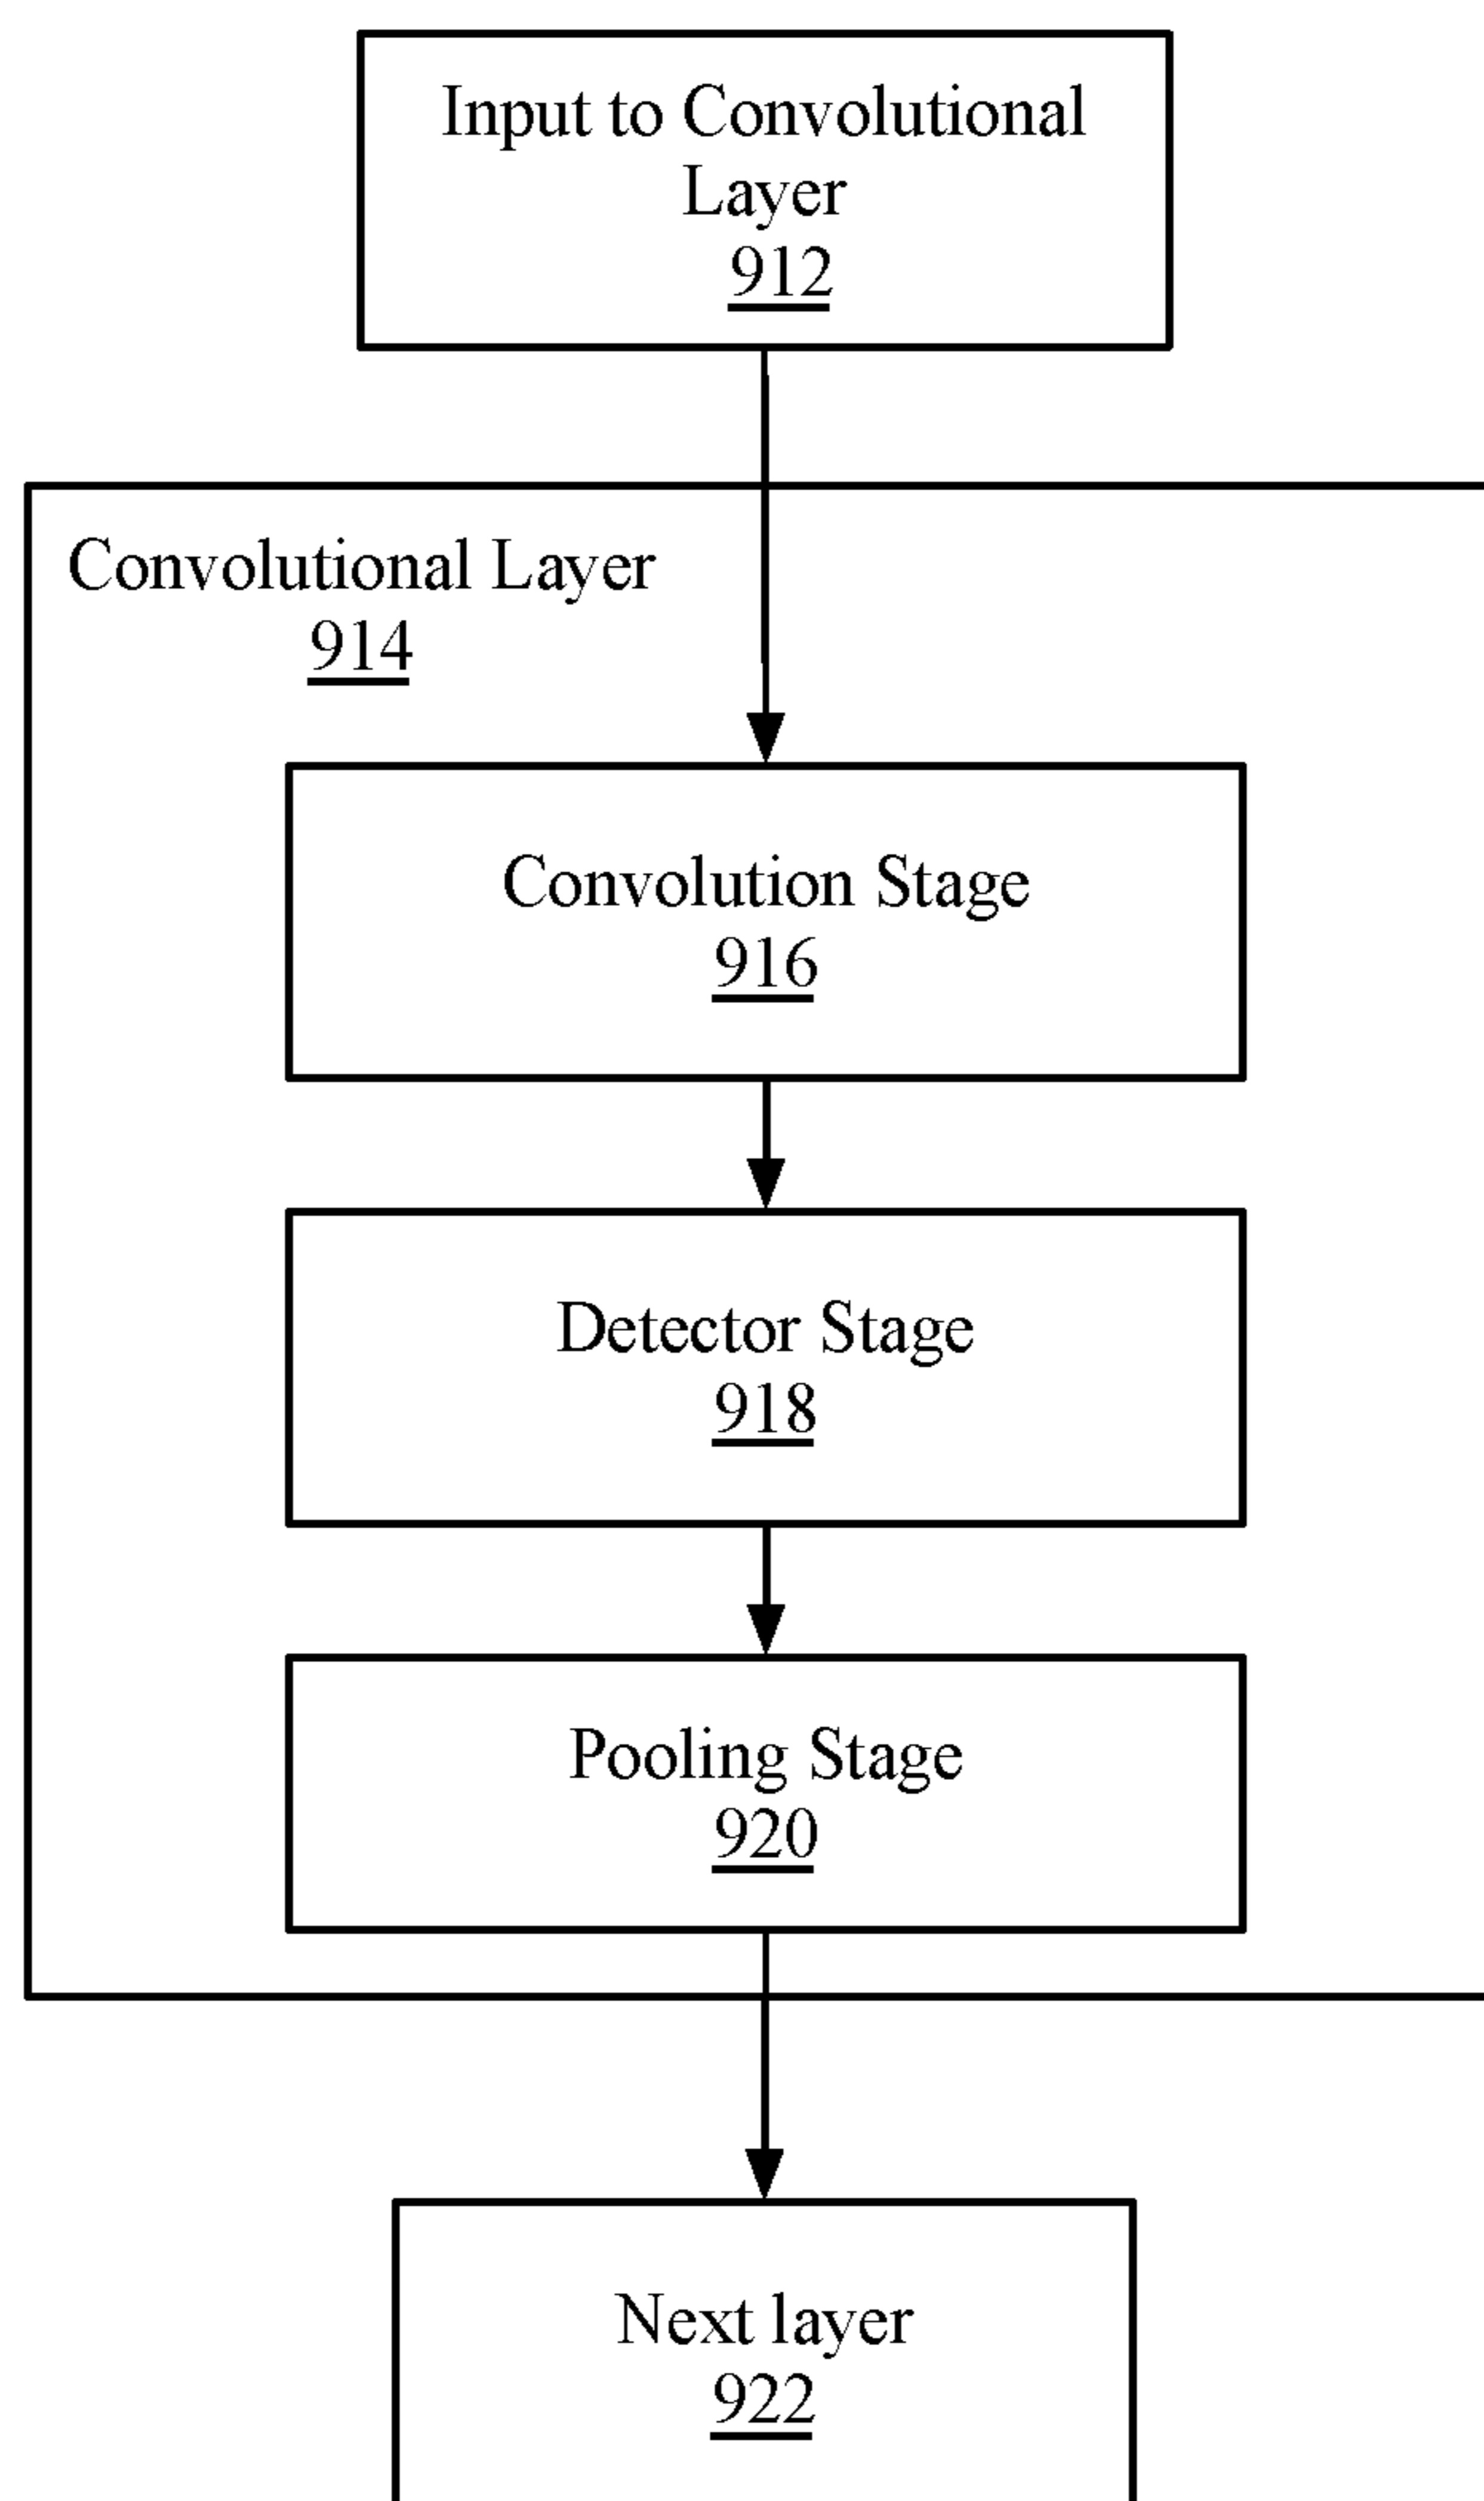 Input to Convolutional
Layer
912
Convolutional Layer
914
Convolution Stage
916
Detector Stage
918
Pooling Stage
920
Next layer
922